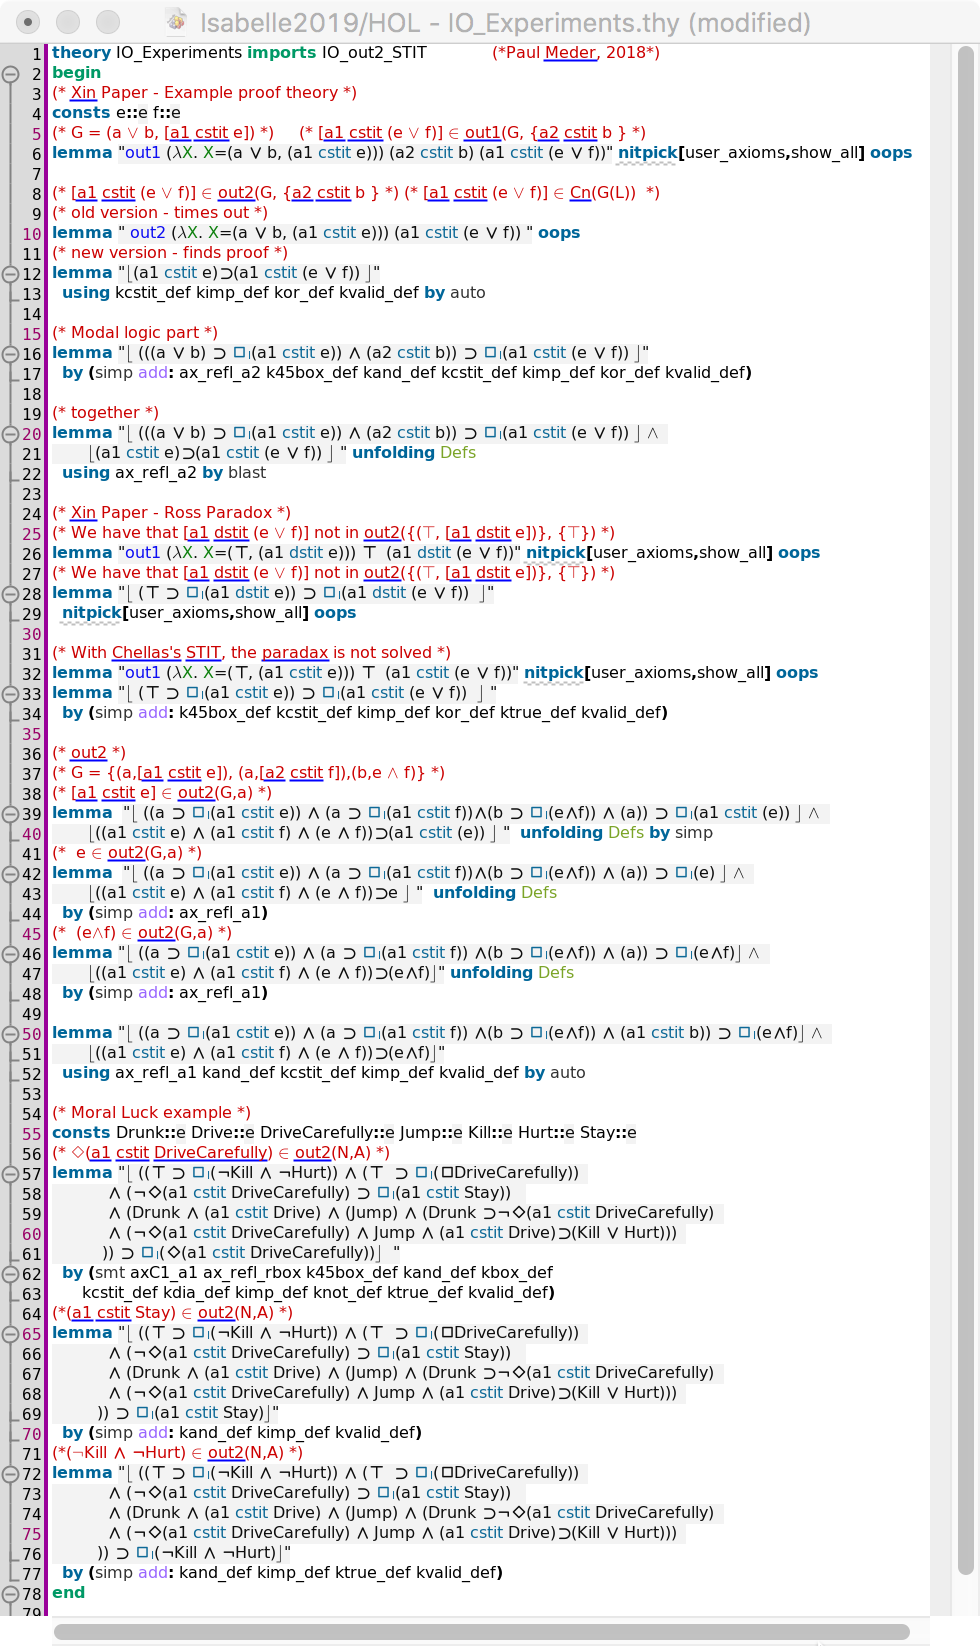 Isabelle2019/HOL - IO_Experiments.thy (modified)
1 theory IO_Experiments imports IO_out2_STIT (*Paul Meder, 2018*)
2 begin
3 (* Xin Paper - Example proof theory *)
4 consts e::e f::e
5 (* G = (a ∨ b, [a1 cstit e]) *) (* [a1 cstit (e ∨ f)] ∈ out1(G, {a2 cstit b } *)
6 lemma "out1 (λX. X=(a ∨ b, (a1 cstit e))) (a2 cstit b) (a1 cstit (e ∨ f))" nitpick[user_axioms,show_all] oops
7
8 (* [a1 cstit (e ∨ f)] ∈ out2(G, {a2 cstit b } *) (* [a1 cstit (e ∨ f)] ∈ Cn(G(L)) *)
9 (* old version - times out *)
10 lemma " out2 (λX. X=(a ∨ b, (a1 cstit e))) (a1 cstit (e ∨ f)) " oops
11 (* new version - finds proof *)
12 lemma "⌊(a1 cstit e)⊃(a1 cstit (e ∨ f)) ⌋"
13 using kcstit_def kimp_def kor_def kvalid_def by auto
14
15 (* Modal logic part *)
16 lemma "⌊ (((a ∨ b) ⊃ □ₗ(a1 cstit e)) ∧ (a2 cstit b)) ⊃ □ₗ(a1 cstit (e ∨ f)) ⌋"
17 by (simp add: ax_refl_a2 k45box_def kand_def kcstit_def kimp_def kor_def kvalid_def)
18
19 (* together *)
20 lemma "⌊ (((a ∨ b) ⊃ □ₗ(a1 cstit e)) ∧ (a2 cstit b)) ⊃ □ₗ(a1 cstit (e ∨ f)) ⌋ ∧
21 ⌊(a1 cstit e)⊃(a1 cstit (e ∨ f)) ⌋ " unfolding Defs
22 using ax_refl_a2 by blast
23
24 (* Xin Paper - Ross Paradox *)
25 (* We have that [a1 dstit (e ∨ f)] not in out2({(⊤, [a1 dstit e])}, {⊤}) *)
26 lemma "out1 (λX. X=(⊤, (a1 dstit e))) ⊤ (a1 dstit (e ∨ f))" nitpick[user_axioms,show_all] oops
27 (* We have that [a1 dstit (e ∨ f)] not in out2({(⊤, [a1 dstit e])}, {⊤}) *)
28 lemma "⌊ (⊤ ⊃ □ₗ(a1 dstit e)) ⊃ □ₗ(a1 dstit (e ∨ f)) ⌋"
29 nitpick[user_axioms,show_all] oops
30
31 (* With Chellas's STIT, the paradax is not solved *)
32 lemma "out1 (λX. X=(⊤, (a1 cstit e))) ⊤ (a1 cstit (e ∨ f))" nitpick[user_axioms,show_all] oops
33 lemma "⌊ (⊤ ⊃ □ₗ(a1 cstit e)) ⊃ □ₗ(a1 cstit (e ∨ f)) ⌋ "
34 by (simp add: k45box_def kcstit_def kimp_def kor_def ktrue_def kvalid_def)
35
36 (* out2 *)
37 (* G = {(a,[a1 cstit e]), (a,[a2 cstit f]),(b,e ∧ f)} *)
38 (* [a1 cstit e] ∈ out2(G,a) *)
39 lemma "⌊ ((a ⊃ □ₗ(a1 cstit e)) ∧ (a ⊃ □ₗ(a1 cstit f))∧(b ⊃ □ₗ(e∧f)) ∧ (a)) ⊃ □ₗ(a1 cstit (e)) ⌋ ∧
40 ⌊((a1 cstit e) ∧ (a1 cstit f) ∧ (e ∧ f))⊃(a1 cstit (e)) ⌋ " unfolding Defs by simp
41 (* e ∈ out2(G,a) *)
42 lemma "⌊ ((a ⊃ □ₗ(a1 cstit e)) ∧ (a ⊃ □ₗ(a1 cstit f))∧(b ⊃ □ₗ(e∧f)) ∧ (a)) ⊃ □ₗ(e) ⌋ ∧
43 ⌊((a1 cstit e) ∧ (a1 cstit f) ∧ (e ∧ f))⊃e ⌋ " unfolding Defs
44 by (simp add: ax_refl_a1)
45 (* (e∧f) ∈ out2(G,a) *)
46 lemma "⌊ ((a ⊃ □ₗ(a1 cstit e)) ∧ (a ⊃ □ₗ(a1 cstit f))∧(b ⊃ □ₗ(e∧f)) ∧ (a)) ⊃ □ₗ(e∧f)⌋ ∧
47 ⌊((a1 cstit e) ∧ (a1 cstit f) ∧ (e ∧ f))⊃(e∧f)⌋" unfolding Defs
48 by (simp add: ax_refl_a1)
49
50 lemma "⌊ ((a ⊃ □ₗ(a1 cstit e)) ∧ (a ⊃ □ₗ(a1 cstit f)) ∧(b ⊃ □ₗ(e∧f)) ∧ (a1 cstit b)) ⊃ □ₗ(e∧f)⌋ ∧
51 ⌊((a1 cstit e) ∧ (a1 cstit f) ∧ (e ∧ f))⊃(e∧f)⌋"
52 using ax_refl_a1 kand_def kcstit_def kimp_def kvalid_def by auto
53
54 (* Moral Luck example *)
55 consts Drunk::e Drive::e DriveCarefully::e Jump::e Kill::e Hurt::e Stay::e
56 (* ◇(a1 cstit DriveCarefully) ∈ out2(N,A) *)
57 lemma "⌊ ((⊤ ⊃ □ₗ(¬Kill ∧ ¬Hurt)) ∧ (⊤ ⊃ □ₗ(□DriveCarefully))
58 ∧ (¬◇(a1 cstit DriveCarefully) ⊃ □ₗ(a1 cstit Stay))
59 ∧ (Drunk ∧ (a1 cstit Drive) ∧ (Jump) ∧ (Drunk ⊃¬◇(a1 cstit DriveCarefully)
60 ∧ (¬◇(a1 cstit DriveCarefully) ∧ Jump ∧ (a1 cstit Drive)⊃(Kill ∨ Hurt)))
61 )) ⊃ □ₗ(◇(a1 cstit DriveCarefully))⌋ "
62 by (smt axC1_a1 ax_refl_rbox k45box_def kand_def kbox_def
63 kcstit_def kdia_def kimp_def knot_def ktrue_def kvalid_def)
64 (*(a1 cstit Stay) ∈ out2(N,A) *)
65 lemma "⌊ ((⊤ ⊃ □ₗ(¬Kill ∧ ¬Hurt)) ∧ (⊤ ⊃ □ₗ(□DriveCarefully))
66 ∧ (¬◇(a1 cstit DriveCarefully) ⊃ □ₗ(a1 cstit Stay))
67 ∧ (Drunk ∧ (a1 cstit Drive) ∧ (Jump) ∧ (Drunk ⊃¬◇(a1 cstit DriveCarefully)
68 ∧ (¬◇(a1 cstit DriveCarefully) ∧ Jump ∧ (a1 cstit Drive)⊃(Kill ∨ Hurt)))
69 )) ⊃ □ₗ(a1 cstit Stay)⌋"
70 by (simp add: kand_def kimp_def kvalid_def)
71 (*(¬Kill ∧ ¬Hurt) ∈ out2(N,A) *)
72 lemma "⌊ ((⊤ ⊃ □ₗ(¬Kill ∧ ¬Hurt)) ∧ (⊤ ⊃ □ₗ(□DriveCarefully))
73 ∧ (¬◇(a1 cstit DriveCarefully) ⊃ □ₗ(a1 cstit Stay))
74 ∧ (Drunk ∧ (a1 cstit Drive) ∧ (Jump) ∧ (Drunk ⊃¬◇(a1 cstit DriveCarefully)
75 ∧ (¬◇(a1 cstit DriveCarefully) ∧ Jump ∧ (a1 cstit Drive)⊃(Kill ∨ Hurt)))
76 )) ⊃ □ₗ(¬Kill ∧ ¬Hurt)⌋"
77 by (simp add: kand_def kimp_def ktrue_def kvalid_def)
78 end
79